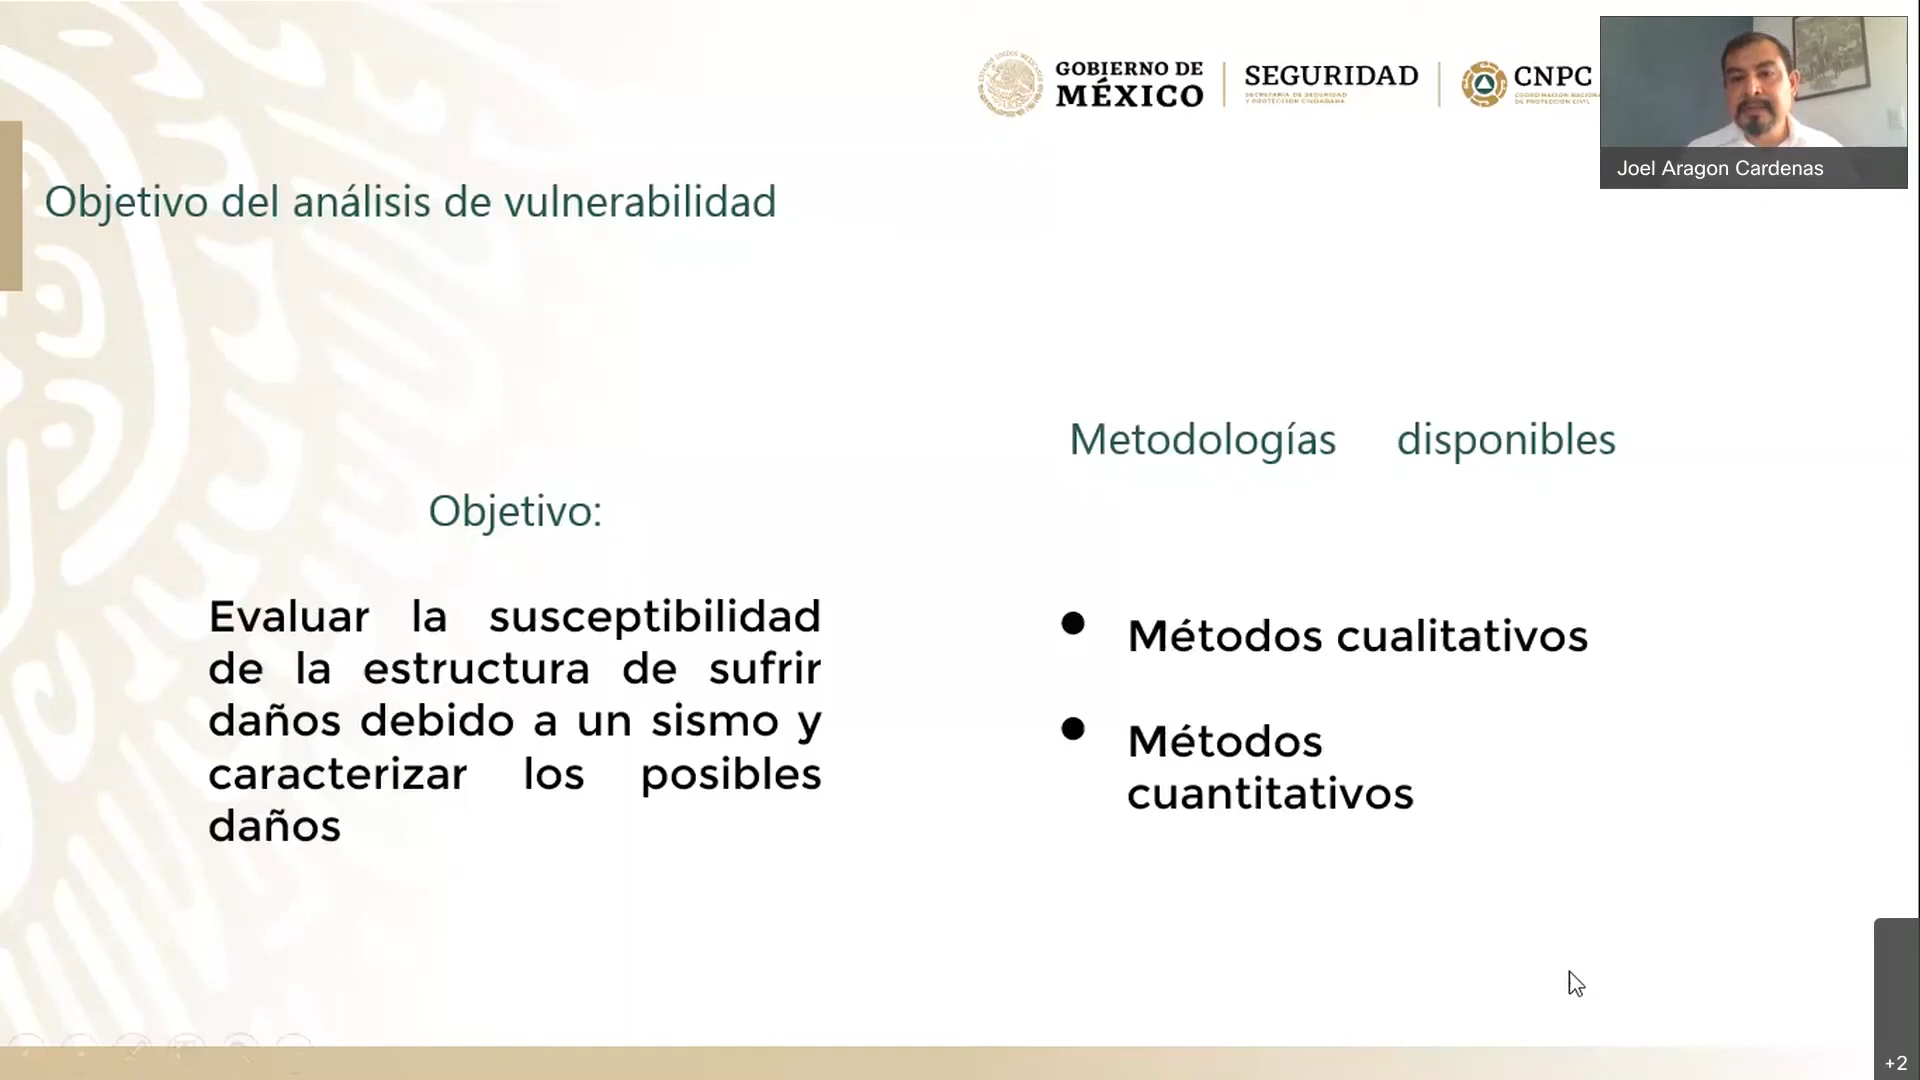 GOBIERNO DE
MÉXICO
SEGURIDAD
SECRETARÍA DE SEGURIDAD
Y PROTECCIÓN CIUDADANA
CNPC
DE PROTECCIÓN CIVIL
Joel Aragon Cardenas
Objetivo del análisis de vulnerabilidad
Metodologías disponibles
Objetivo:
Evaluar la susceptibilidad
de la estructura de sufrir
daños debido a un sismo y
caracterizar los posibles
daños
• Métodos cualitativos
• Métodos
cuantitativos
+2